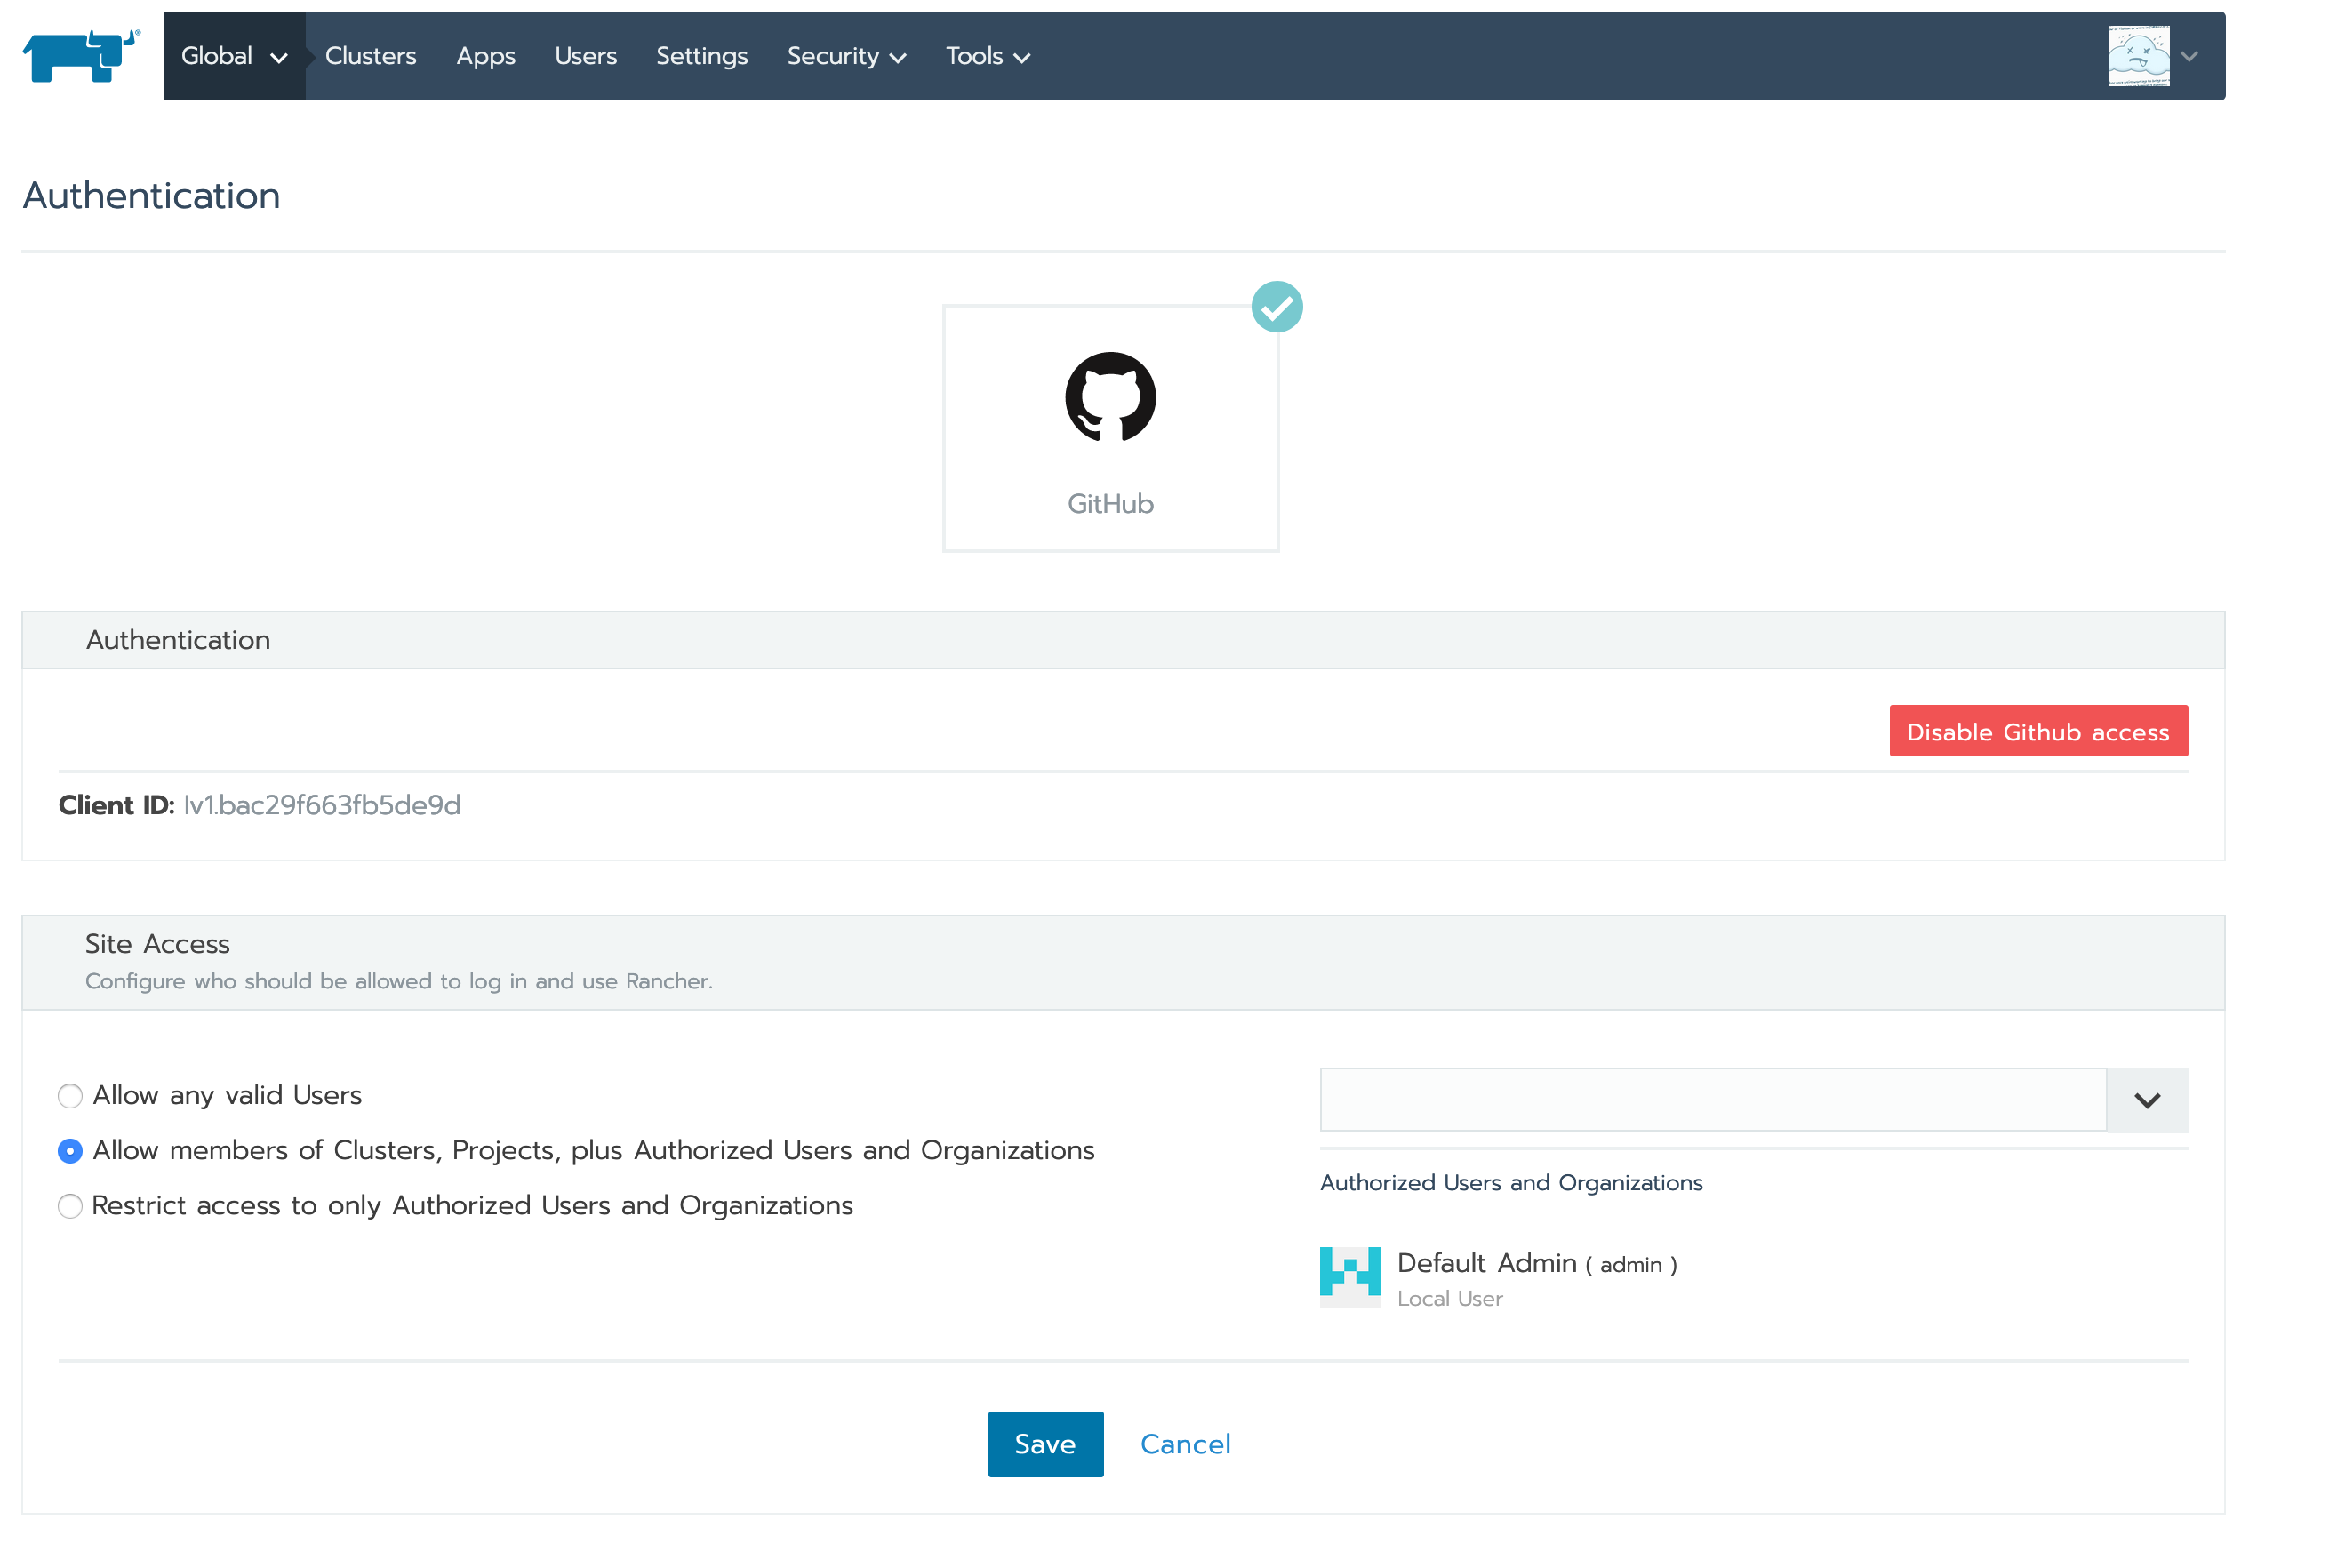 Global Clusters Apps Users Settings Security Tools
Authentication
GitHub
Authentication
Disable Github access
Client ID: Iv1.bac29f663fb5de9d
Site Access
Configure who should be allowed to log in and use Rancher.
Allow any valid Users
Allow members of Clusters, Projects, plus Authorized Users and Organizations
Restrict access to only Authorized Users and Organizations
Authorized Users and Organizations
Default Admin ( admin )
Local User
Save Cancel